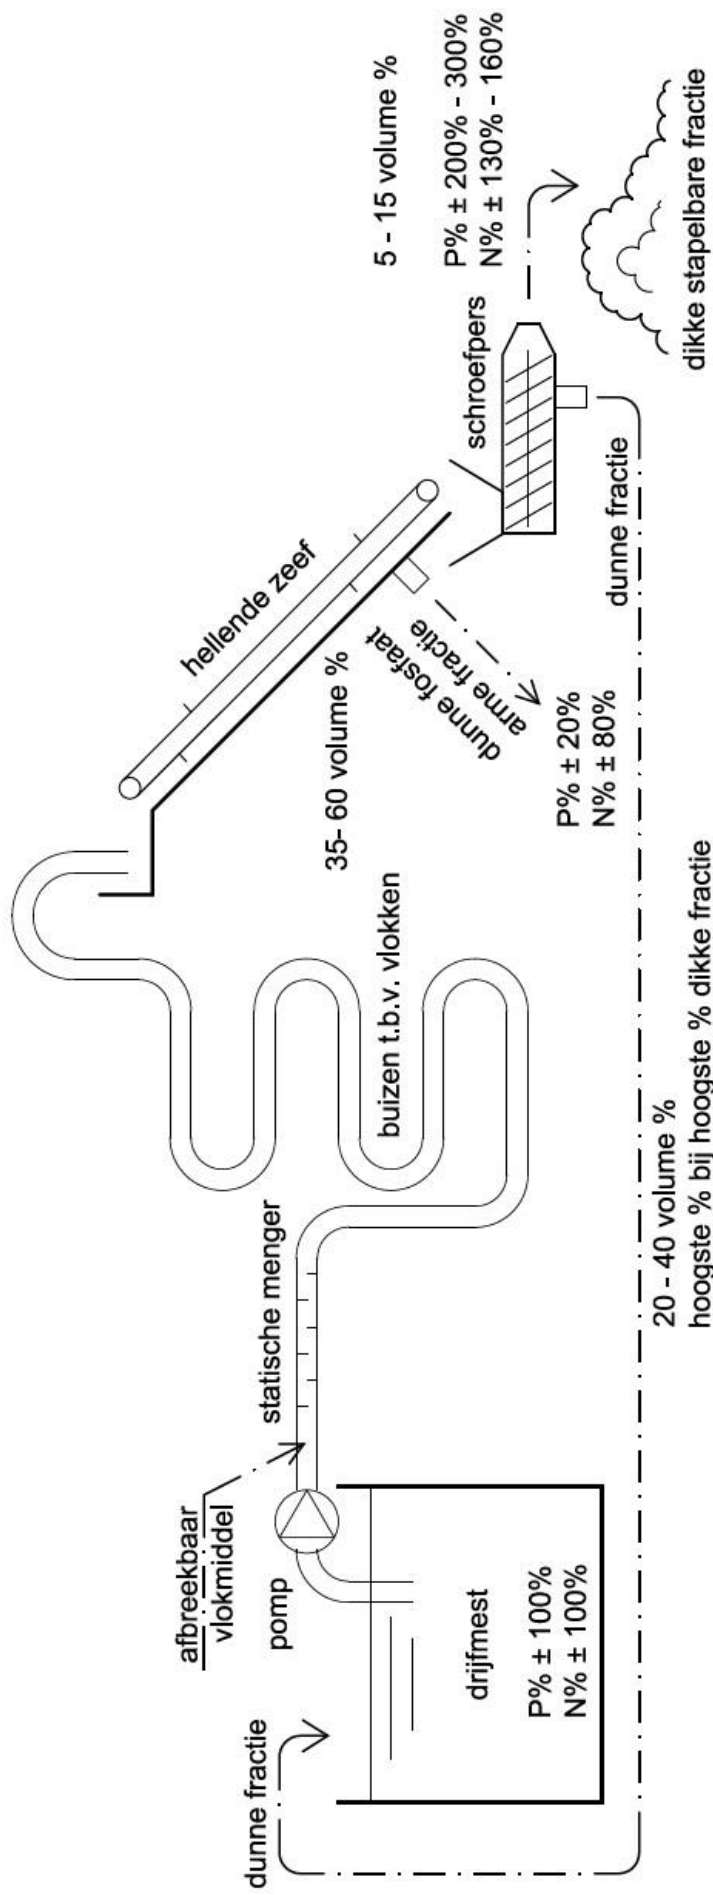 dunne fractie
afbreekbaar
vlokmiddel
pomp
drijfmest
P% ± 100%
N% ± 100%
statische menger
buizen t.b.v. vlokken
35- 60 volume %
hellende zeef
dunne fosfaat
arme fractie
P% ± 20%
N% ± 80%
schroefpers
dunne fractie
5 - 15 volume %
P% ± 200% - 300%
N% ± 130% - 160%
dikke stapelbare fractie
20 - 40 volume %
hoogste % bij hoogste % dikke fractie